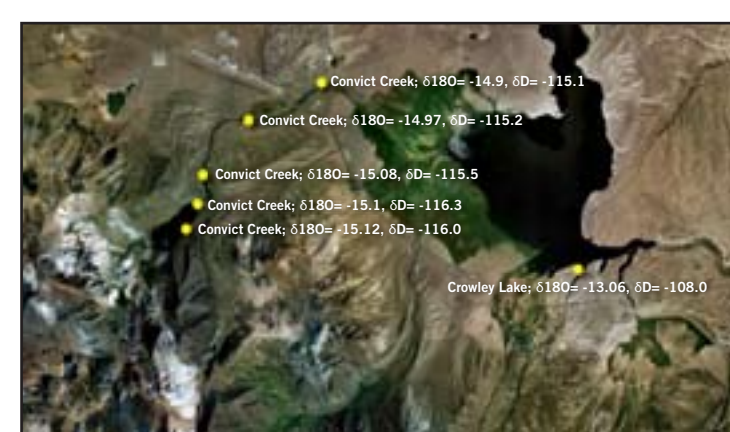 Convict Creek; δ18O= -14.9, δD= -115.1
Convict Creek; δ18O= -14.97, δD= -115.2
Convict Creek; δ18O= -15.08, δD= -115.5
Convict Creek; δ18O= -15.1, δD= -116.3
Convict Creek; δ18O= -15.12, δD= -116.0
Crowley Lake; δ18O= -13.06, δD= -108.0